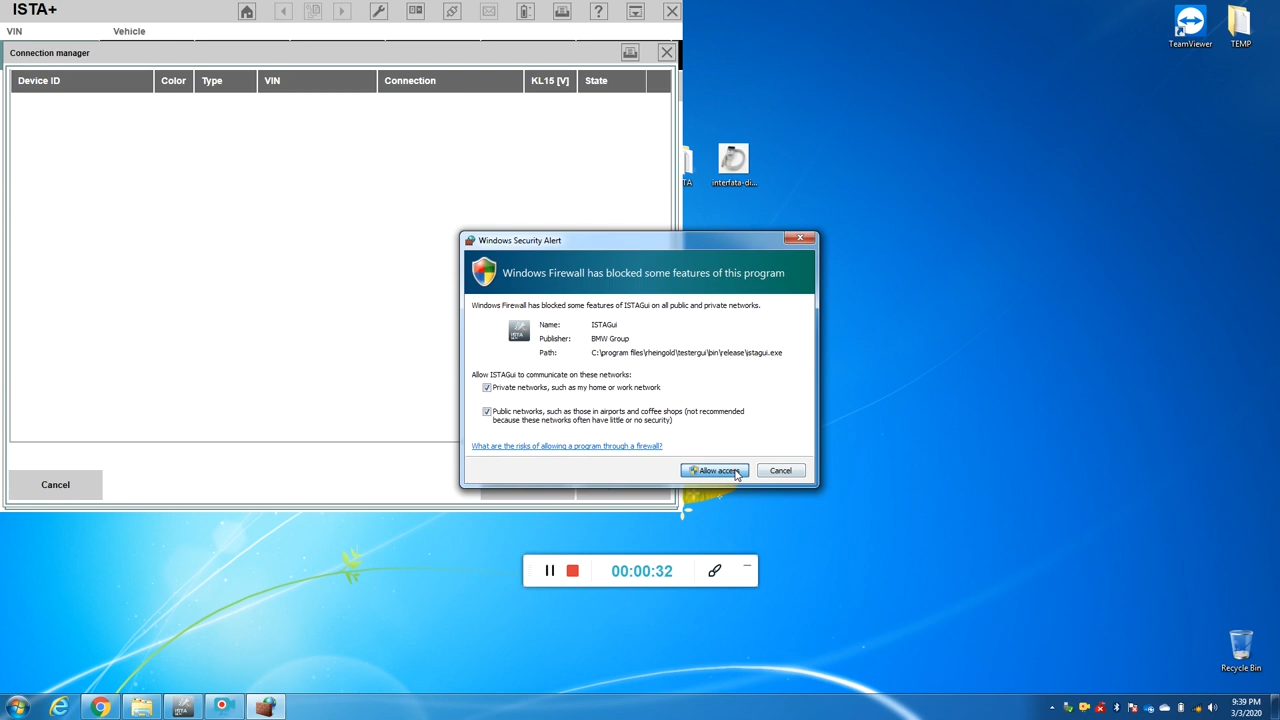 ISTA+
VIN
Vehicle
Connection manager
Device ID
Color
Type
VIN
Connection
KL15 [V]
State
Cancel
TeamViewer
TEMP
TA
interfata-di...
Windows Security Alert
Windows Firewall has blocked some features of this program
Windows Firewall has blocked some features of ISTAGui on all public and private networks.
ISTA
Name: ISTAGui
Publisher: BMW Group
Path: C:\program files\rheingold\testergui\bin\release\istagui.exe
Allow ISTAGui to communicate on these networks:
Private networks, such as my home or work network
Public networks, such as those in airports and coffee shops (not recommended
because these networks often have little or no security)
What are the risks of allowing a program through a firewall?
Allow access
Cancel
00:00:32
Recycle Bin
9:39 PM
3/3/2020